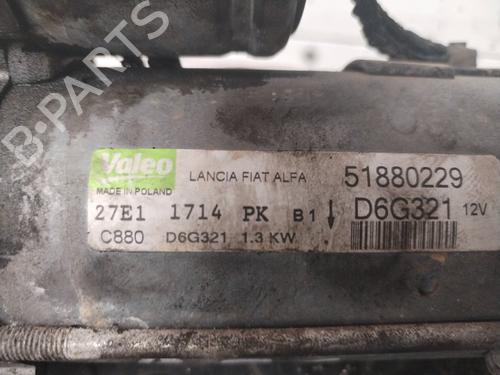 B-PARTS
Valeo
MADE IN POLAND
LANCIA FIAT ALFA
51880229
27E1 1714 PK B1
D6G321 12V
C880 D6G321 1.3 KW